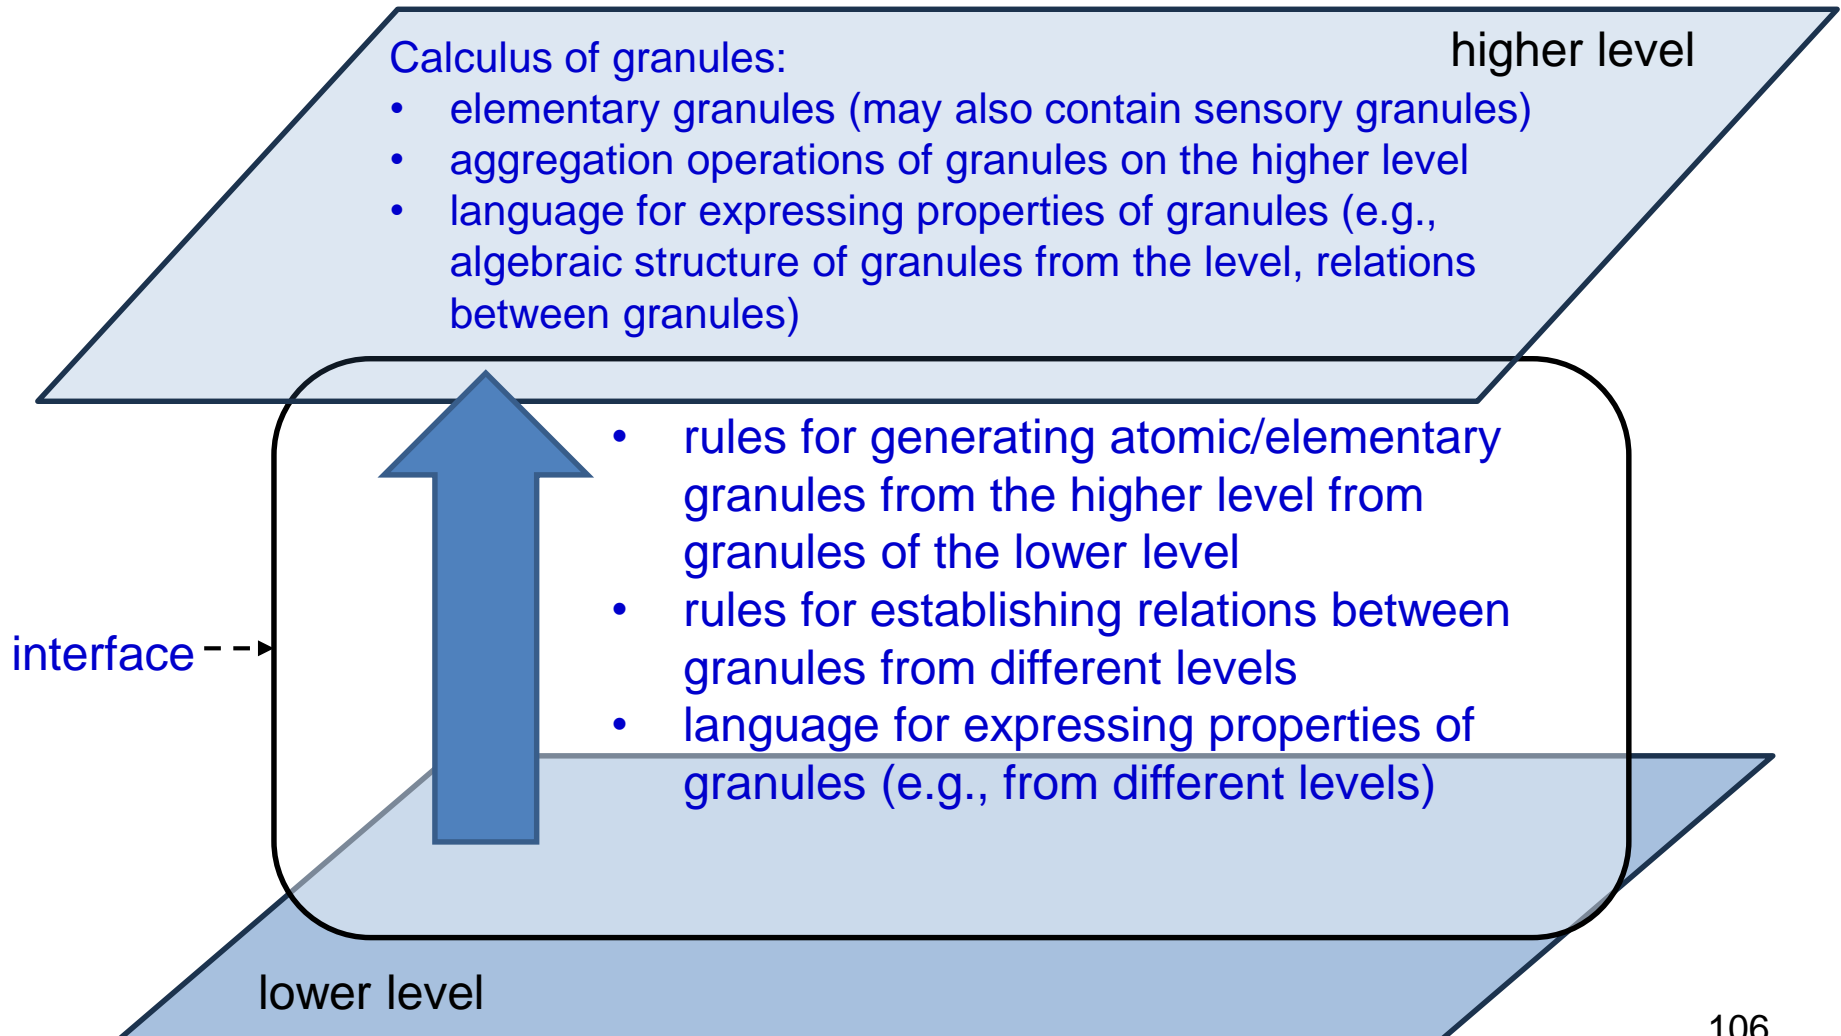 higher level
Calculus of granules:
• elementary granules (may also contain sensory granules)
• aggregation operations of granules on the higher level
• language for expressing properties of granules (e.g.,
algebraic structure of granules from the level, relations
between granules)
• rules for generating atomic/elementary
granules from the higher level from
granules of the lower level
• rules for establishing relations between
granules from different levels
• language for expressing properties of
granules (e.g., from different levels)
interface
lower level
106